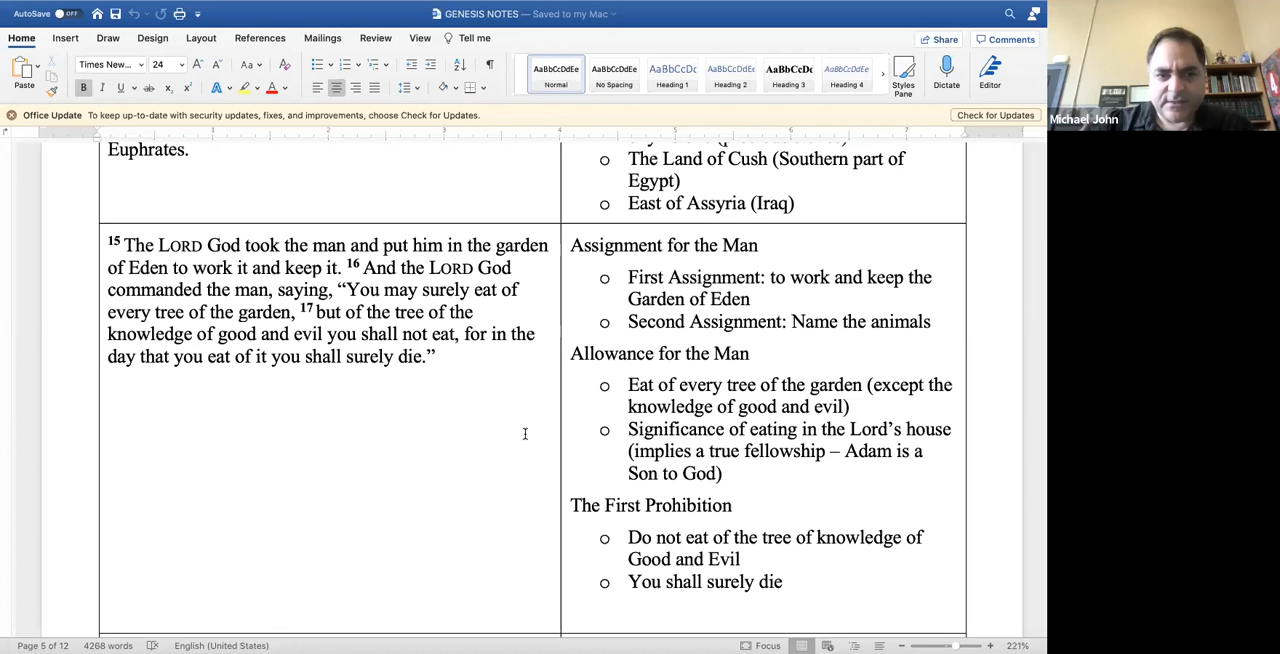 AutoSave OFF
GENESIS NOTES — Saved to my Mac
Home Insert Draw Design Layout References Mailings Review View Tell me
Share Comments
Paste
Times New... 24
AaBbCcDdEe AaBbCcDdEe AaBbCcDc AaBbCcDdEe AaBbCcDc AaBbCcDdEe
Normal No Spacing Heading 1 Heading 2 Heading 3 Heading 4
Styles Pane
Dictate
Editor
Office Update To keep up-to-date with security updates, fixes, and improvements, choose Check for Updates.
Check for Updates
Michael John
1 2 3 4 5 6 7
Euphrates.
o The Land of Cush (Southern part of
Egypt)
o East of Assyria (Iraq)
15 The LORD God took the man and put him in the garden
of Eden to work it and keep it. 16 And the LORD God
commanded the man, saying, “You may surely eat of
every tree of the garden, 17 but of the tree of the
knowledge of good and evil you shall not eat, for in the
day that you eat of it you shall surely die.”
Assignment for the Man
o First Assignment: to work and keep the
Garden of Eden
o Second Assignment: Name the animals
Allowance for the Man
o Eat of every tree of the garden (except the
knowledge of good and evil)
o Significance of eating in the Lord’s house
(implies a true fellowship – Adam is a
Son to God)
The First Prohibition
o Do not eat of the tree of knowledge of
Good and Evil
o You shall surely die
Page 5 of 12 4268 words English (United States)
Focus 221%